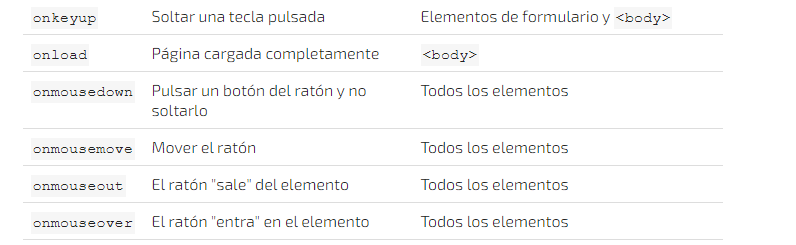 onkeyup Soltar una tecla pulsada Elementos de formulario y <body>
onload Página cargada completamente <body>
onmousedown Pulsar un botón del ratón y no Todos los elementos
soltarlo
onmousemove Mover el ratón Todos los elementos
onmouseout El ratón "sale" del elemento Todos los elementos
onmouseover El ratón "entra" en el elemento Todos los elementos